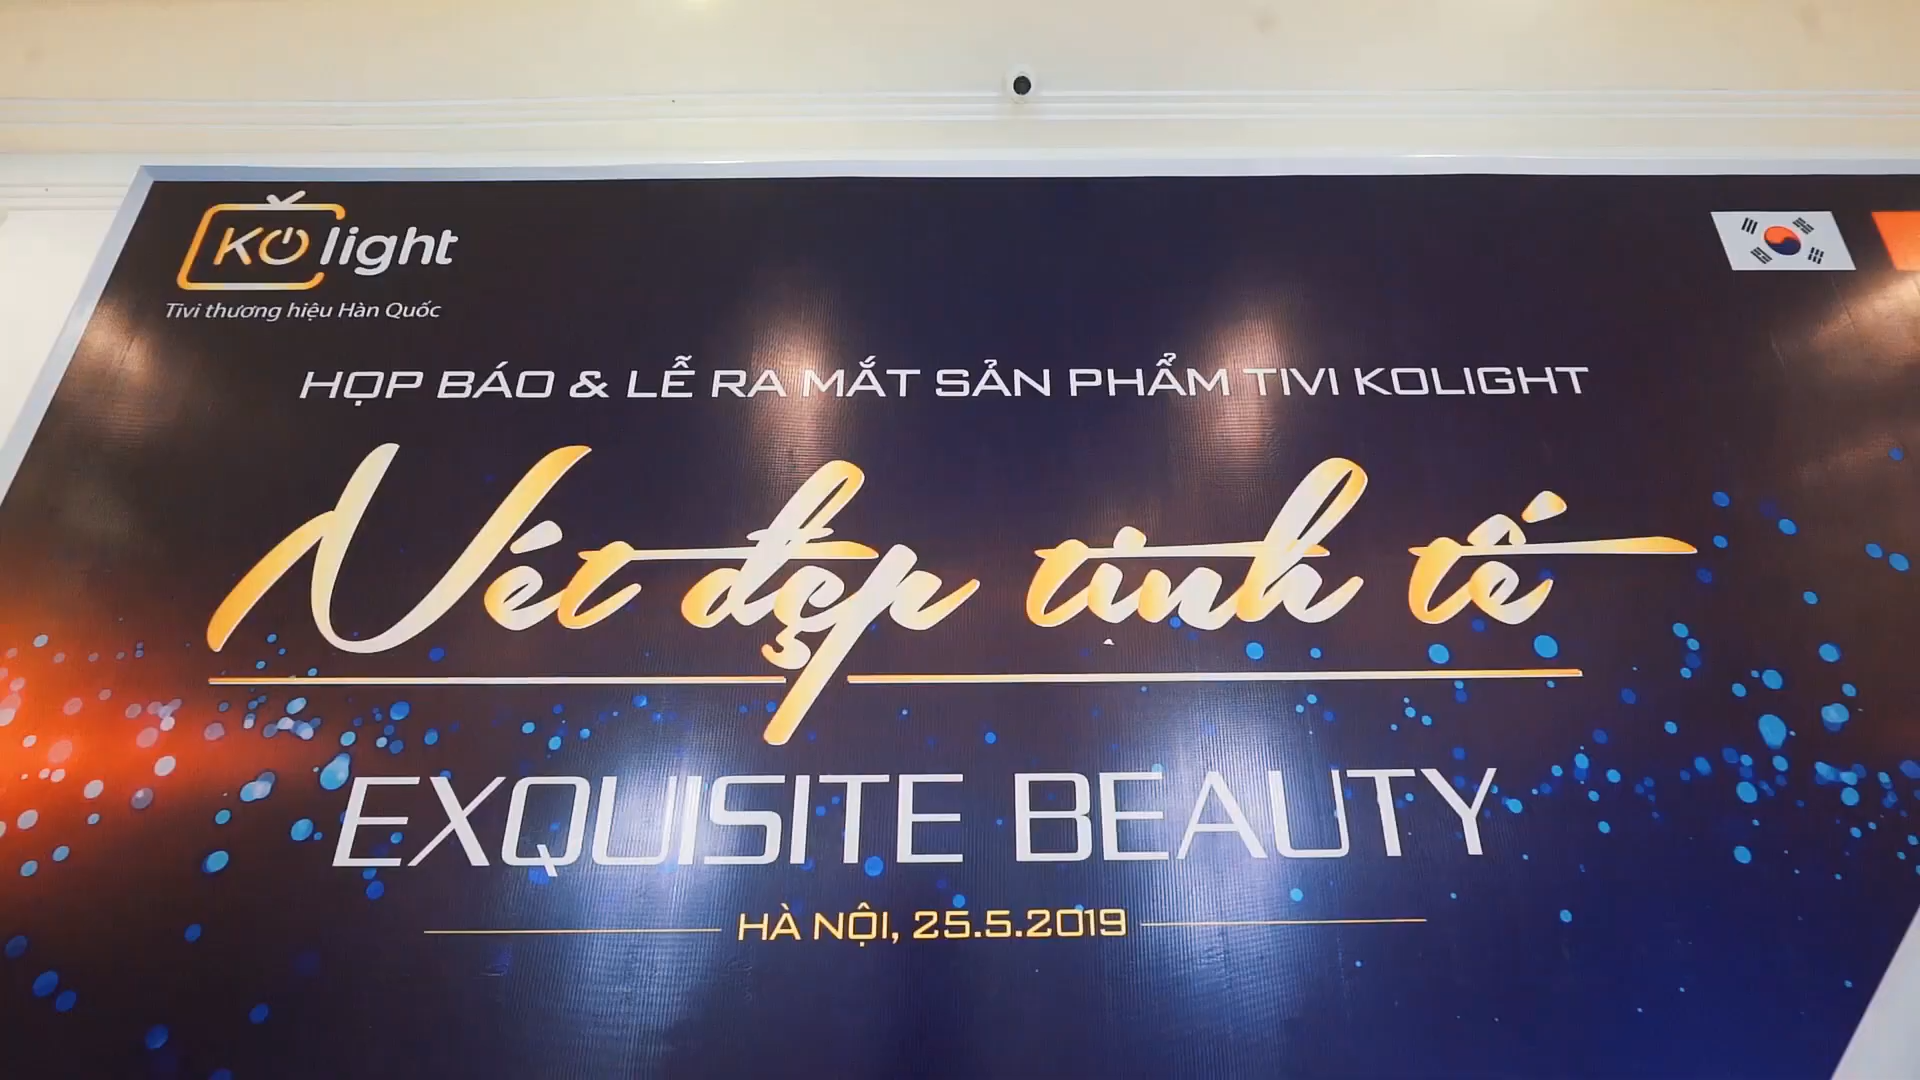 KOlight
Tivi thương hiệu Hàn Quốc
HỌP BÁO & LỄ RA MẮT SẢN PHẨM TIVI KOLIGHT
Nét đẹp tinh tế
EXQUISITE BEAUTY
HÀ NỘI, 25.5.2019